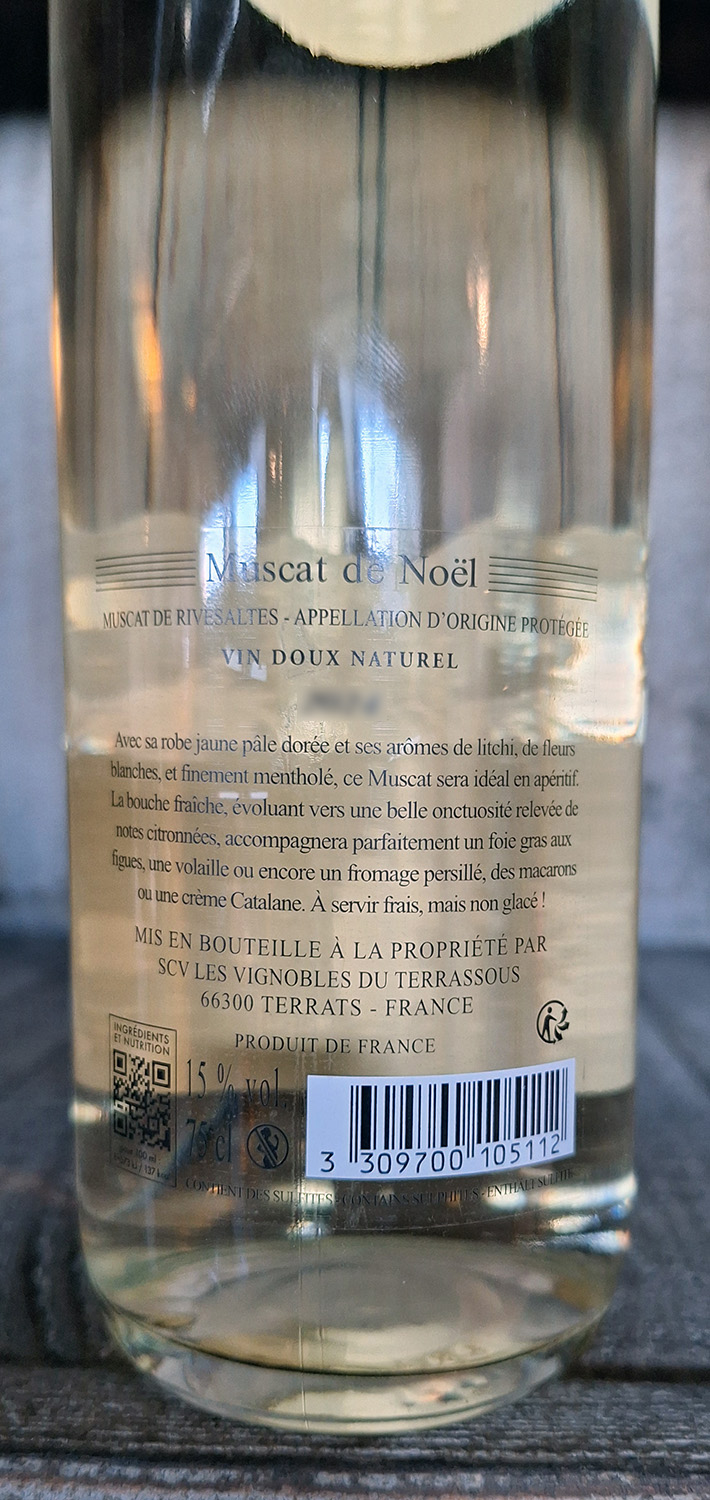 Muscat de Noël
MUSCAT DE RIVESALTES - APPELLATION D'ORIGINE PROTÉGÉE
VIN DOUX NATUREL
Avec sa robe jaune pâle dorée et ses arômes de litchi, de fleurs
blanches, et finement mentholé, ce Muscat sera idéal en apéritif.
La bouche fraîche, évoluant vers une belle onctuosité relevée de
notes citronnées, accompagnera parfaitement un foie gras aux
figues, une volaille ou encore un fromage persillé, des macarons
ou une crème Catalane. À servir frais, mais non glacé !
MIS EN BOUTEILLE À LA PROPRIÉTÉ PAR
SCV LES VIGNOBLES DU TERRASSOUS
66300 TERRATS - FRANCE
PRODUIT DE FRANCE
INGRÉDIENTS
ET NUTRITION
15 % vol.
75 cl
pour 100 ml
3 309700 105112
CONTIENT DES SULFITES - CONTAINS SULPHITES - ENTHÄLT SULFITE